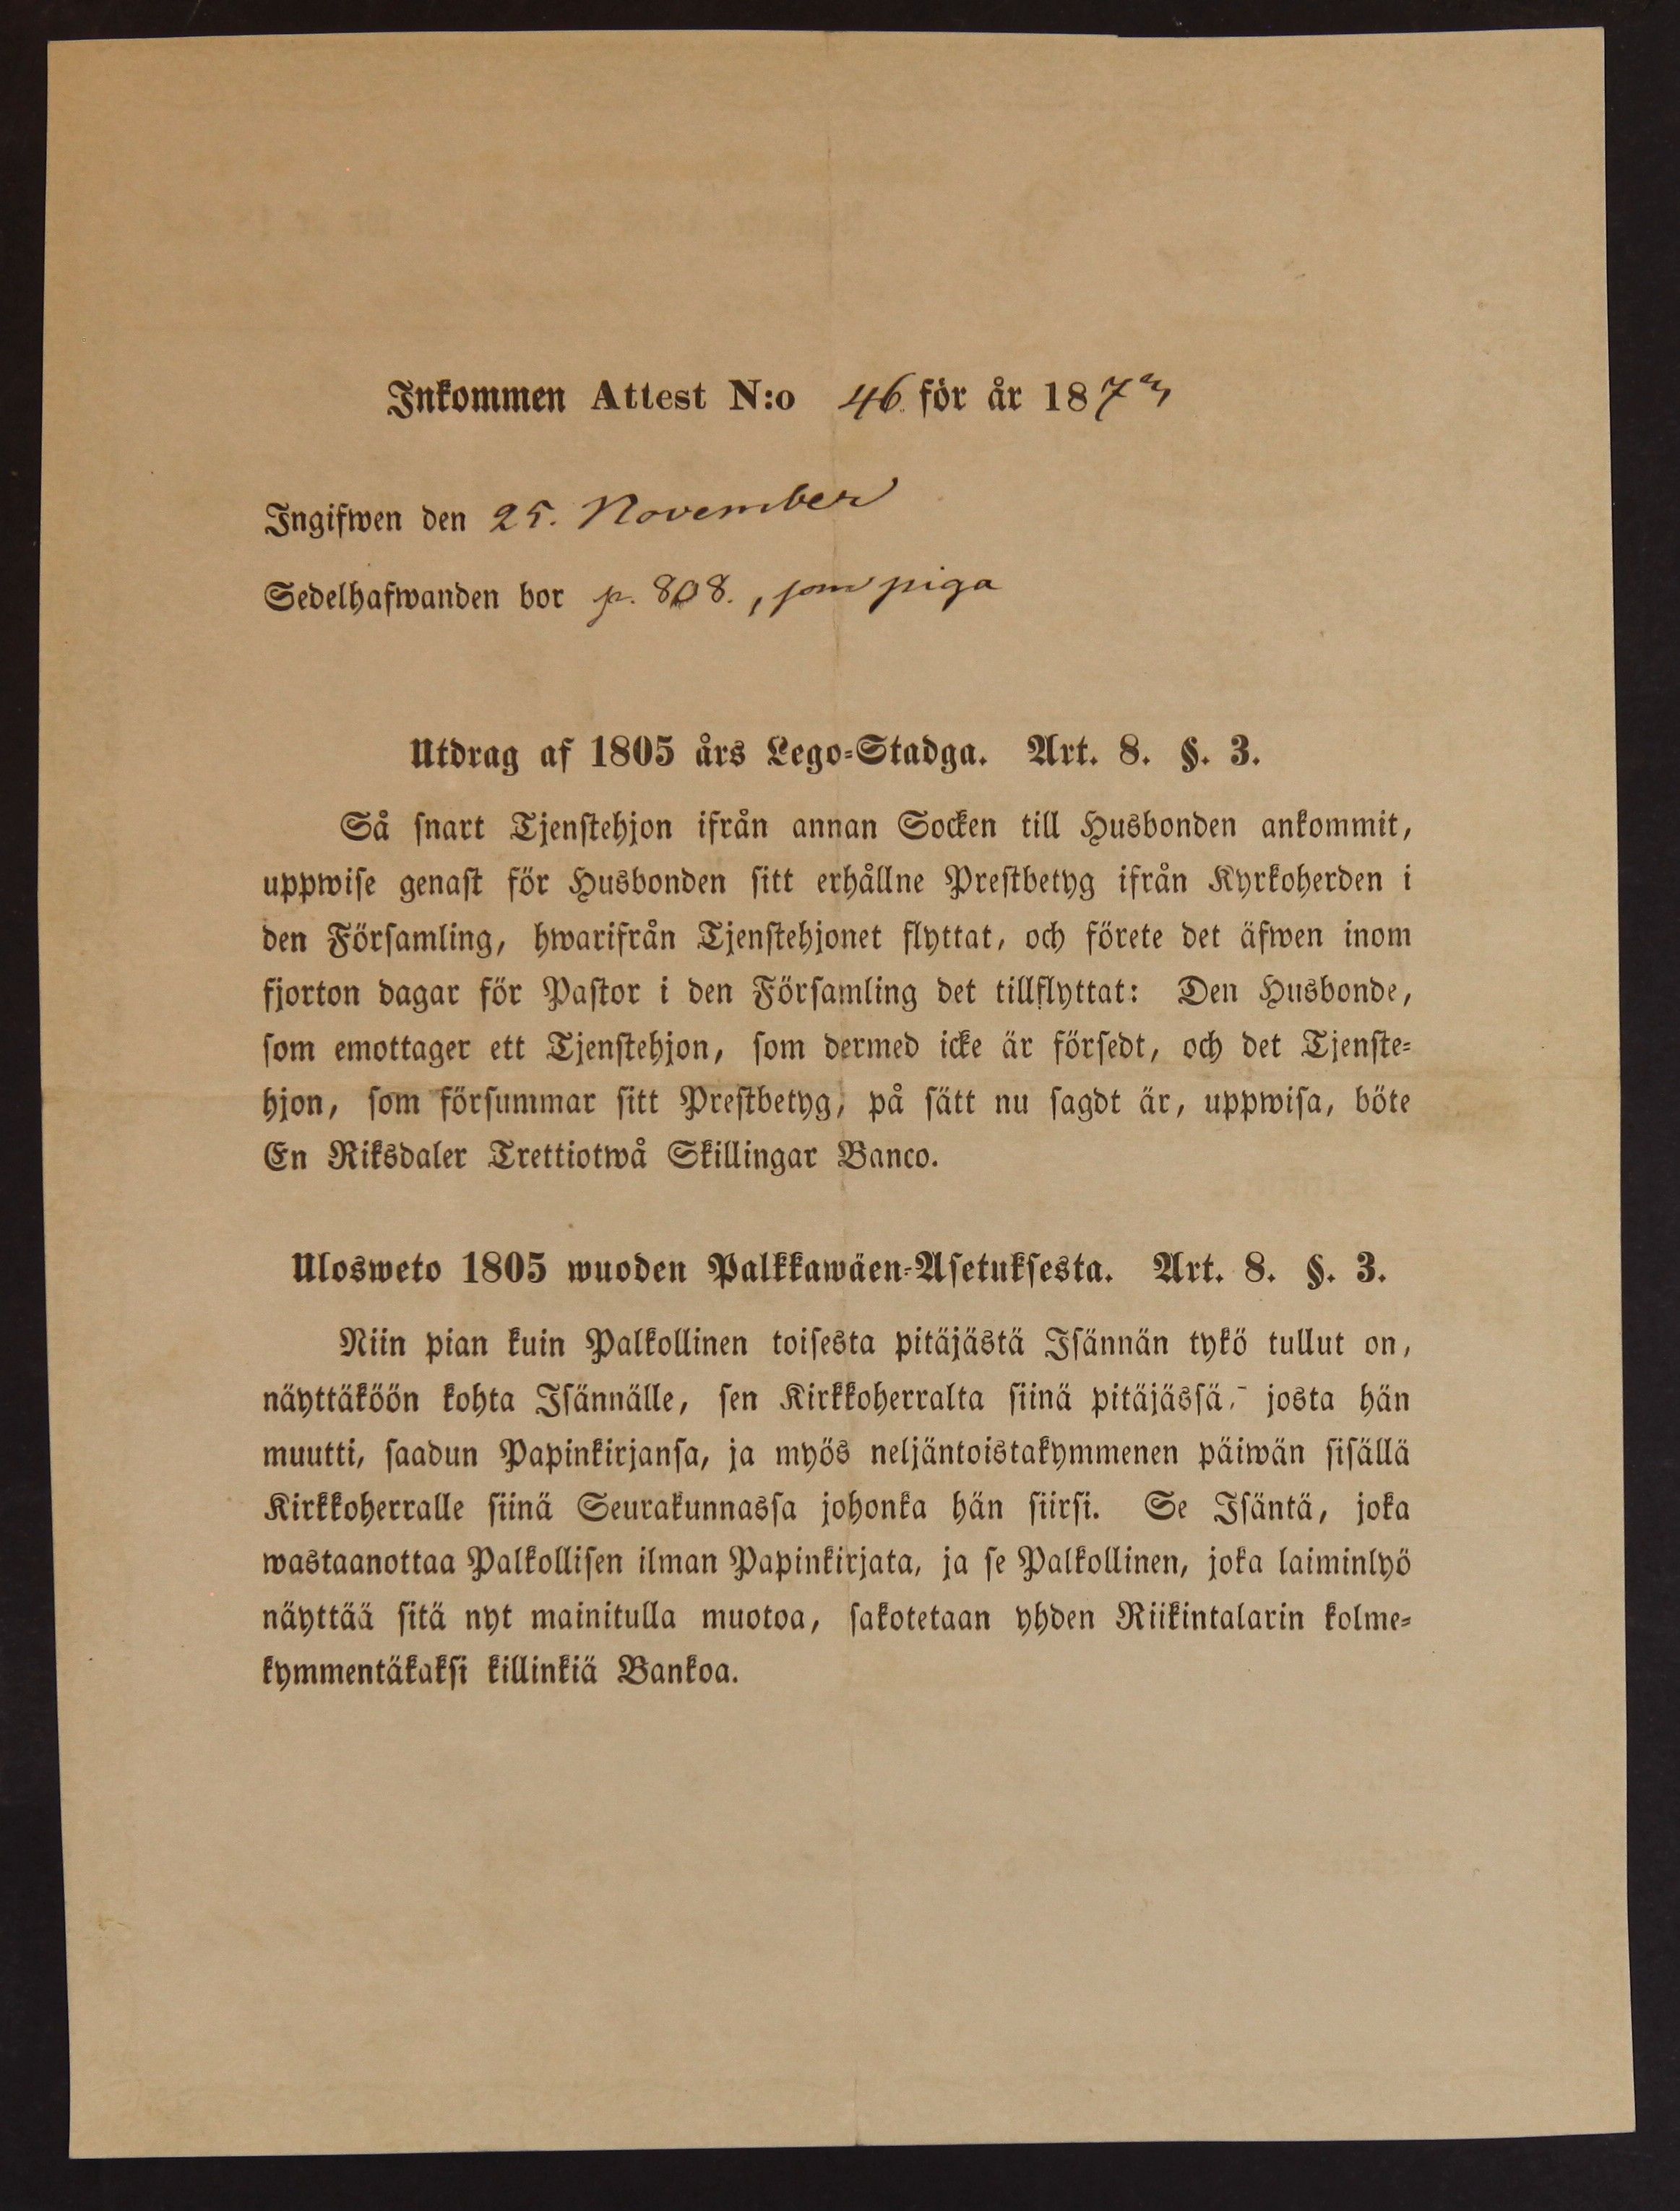 Inkommen Attest N:o 46 för år 1873
Ingifwen den 25. November
Sedelhafwanden bor p. 808., som piga
Utdrag af 1805 års Lego-Stadga. Art. 8. §. 3.
Så snart Tjenstehjon ifrån annan Socken till Husbonden ankommit,
uppwise genast för Husbonden sitt erhållne Prestbetyg ifrån Kyrkoherden i
den Församling, hwarifrån Tjenstehjonet flyttat, och förete det äfwen inom
fjorton dagar för Pastor i den Församling det tillflyttat: Den Husbonde,
som emottager ett Tjenstehjon, som dermed icke är försedt, och det Tjenste-
hjon, som försummar sitt Prestbetyg, på sätt nu sagdt är, uppwisa, böte
En Riksdaler Trettiotwå Skillingar Banco.
Ulosweto 1805 wuoden Palkkawäen-Asetuksesta. Art. 8. §. 3.
Niin pian kuin Palkollinen toisesta pitäjästä Isännän tykö tullut on,
näyttäköön kohta Isännälle, sen Kirkkoherralta siinä pitäjässä, josta hän
muutti, saadun Papinkirjansa, ja myös neljäntoistakymmenen päiwän sisällä
Kirkkoherralle siinä Seurakunnassa johonka hän siirsi. Se Isäntä, joka
wastaanottaa Palkollisen ilman Papinkirjata, ja se Palkollinen, joka laiminlyö
näyttää sitä nyt mainitulla muotoa, sakotetaan yhden Riikintalarin kolme-
kymmentäkaksi killinkiä Bankoa.